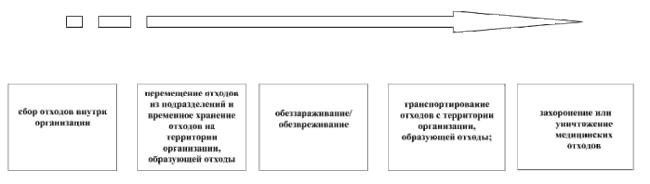 сбор отходов внутри
организации
перемещение отходов
из подразделений и
временное хранение
отходов на
территории
организации,
образующей отходы
обеззараживание/
обезвреживание
транспортирование
отходов с территории
организации,
образующей отходы;
захоронение или
уничтожение
медицинских
отходов